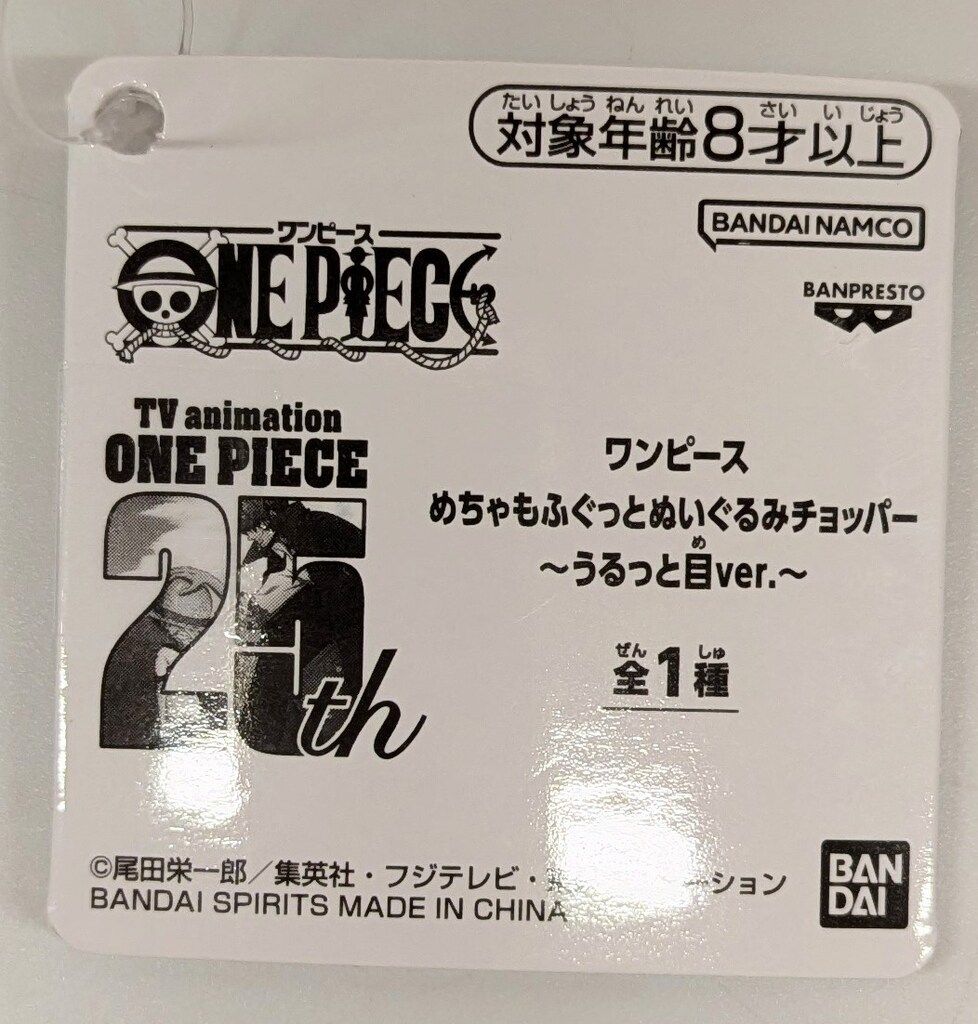 たいしょうねんれい さいいじょう
対象年齢8才以上
BANDAI NAMCO
BANPRESTO
ワンピース
ONE PIECE
TV animation
ONE PIECE
25th
ワンピース
めちゃもふぐっとぬいぐるみチョッパー
め
～うるっと目ver.～
ぜん しゅ
全1種
©尾田栄一郎／集英社・フジテレビ・ーション
BANDAI SPIRITS MADE IN CHINA
BAN
DAI